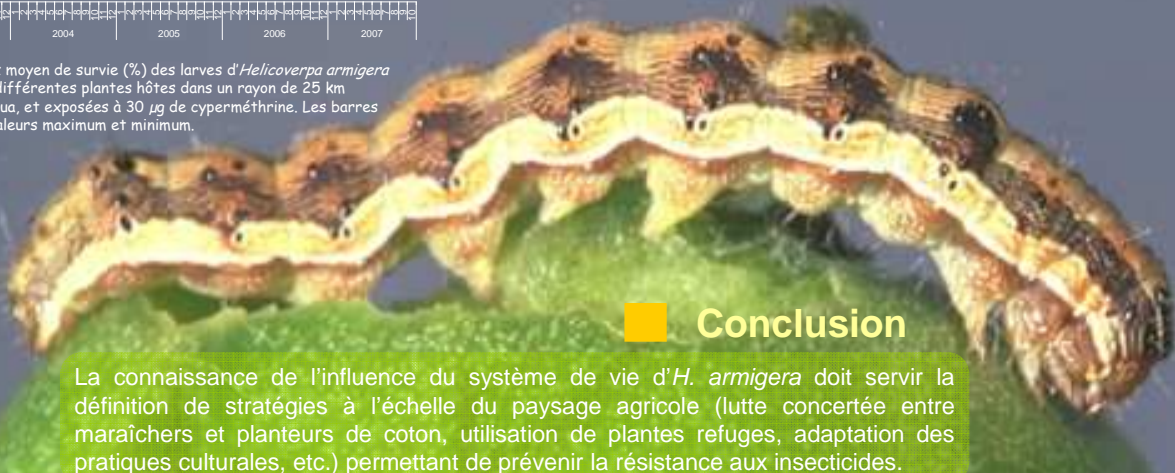 2004 2005 2006 2007
moyen de survie (%) des larves d'Helicoverpa armigera
différentes plantes hôtes dans un rayon de 25 km
et exposées à 30 µg de cyperméthrine. Les barres
maximum et minimum.
Conclusion
La connaissance de l'influence du système de vie d'H. armigera doit servir la
définition de stratégies à l'échelle du paysage agricole (lutte concertée entre
maraîchers et planteurs de coton, utilisation de plantes refuges, adaptation des
pratiques culturales, etc.) permettant de prévenir la résistance aux insecticides.